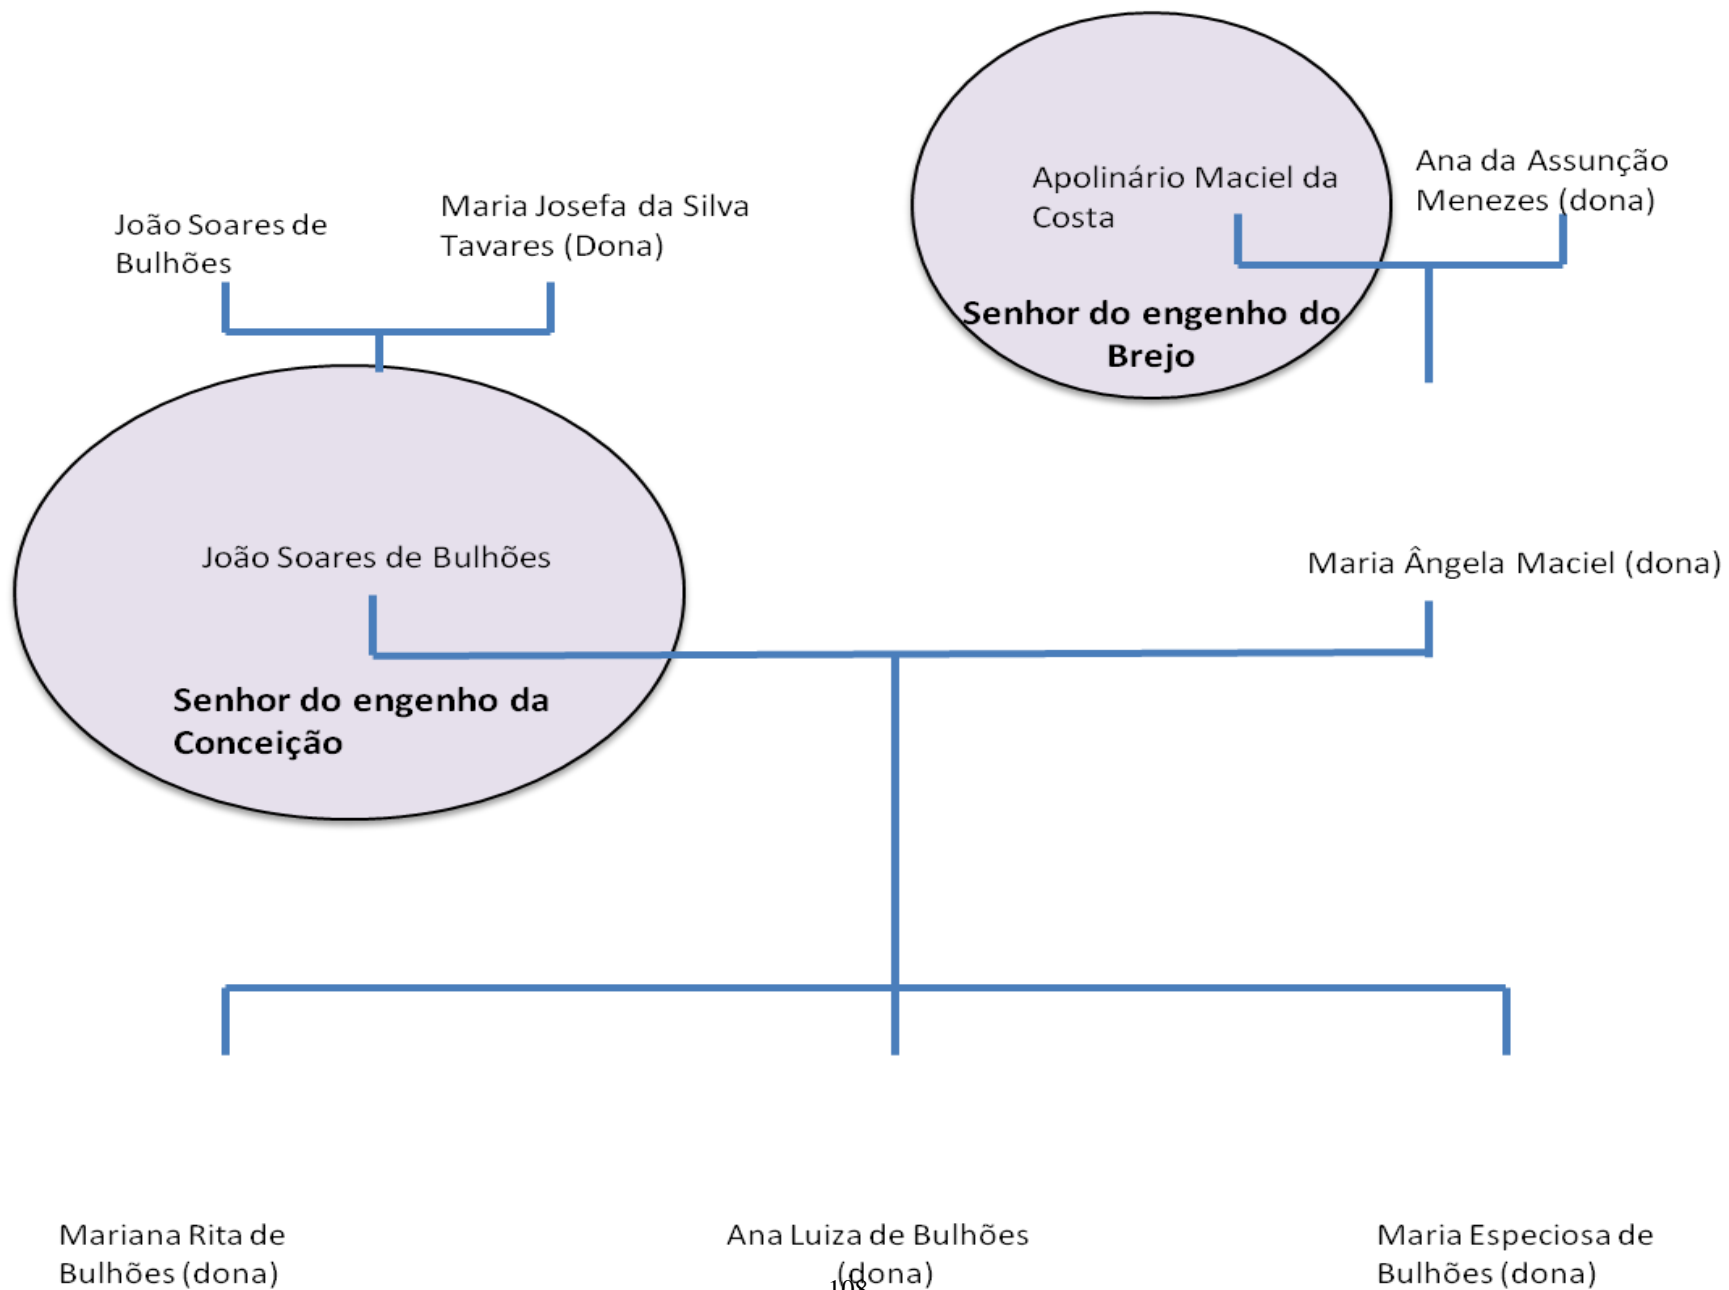 Ana da Assunção
Menezes (dona)
Apolinário Maciel da
Costa
Maria Josefa da Silva
Tavares (Dona)
João Soares de
Bulhões
Senhor do engenho do
Brejo
João Soares de Bulhões
Maria Ângela Maciel (dona)
Senhor do engenho da
Conceição
Mariana Rita de
Bulhões (dona)
Ana Luiza de Bulhões
(dona)
Maria Especiosa de
Bulhões (dona)
108